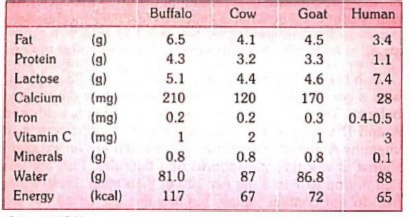 Buffalo Cow Goat Human
Fat (g) 6.5 4.1 4.5 3.4
Protein (g) 4.3 3.2 3.3 1.1
Lactose (g) 5.1 4.4 4.6 7.4
Calcium (mg) 210 120 170 28
Iron (mg) 0.2 0.2 0.3 0.4-0.5
Vitamin C (mg) 1 2 1 3
Minerals (g) 0.8 0.8 0.8 0.1
Water (g) 81.0 87 86.8 88
Energy (kcal) 117 67 72 65